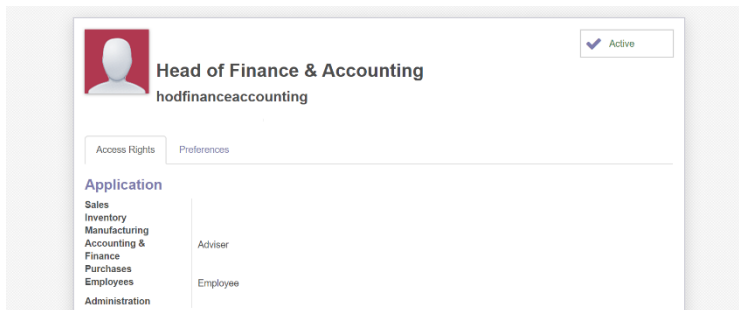 Active
Head of Finance & Accounting
hodfinanceaccounting
Access Rights
Preferences
Application
Sales
Inventory
Manufacturing
Accounting &
Finance
Adviser
Purchases
Employees
Employee
Administration